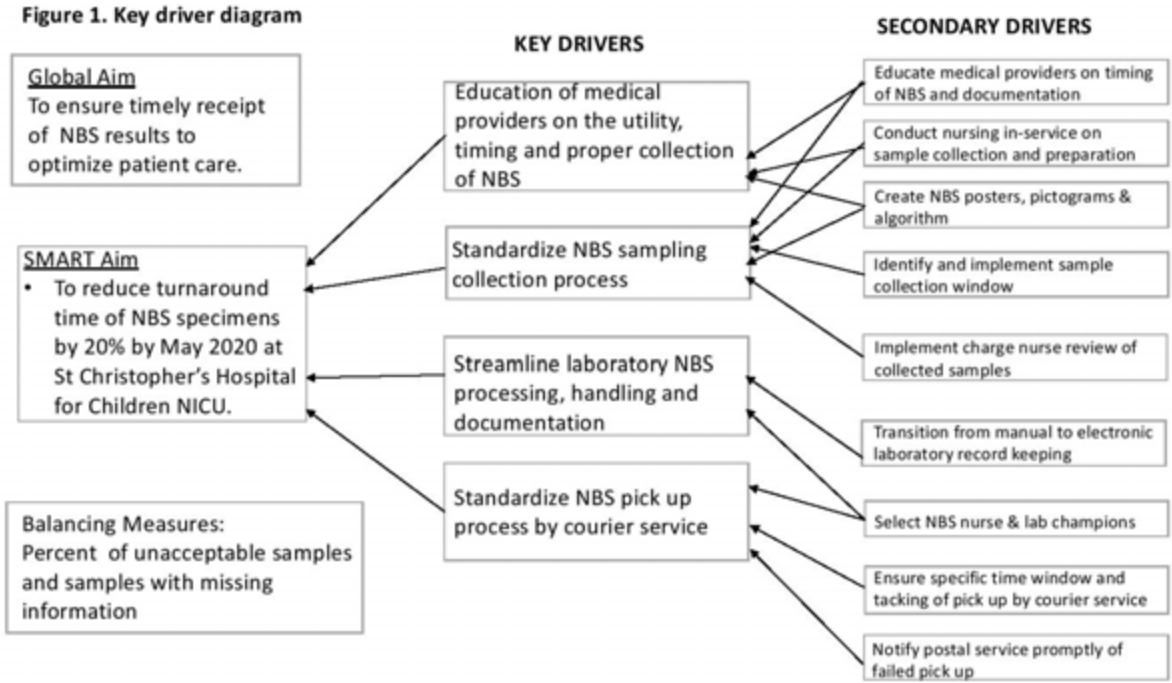 Figure 1. Key driver diagram
Global Aim
To ensure timely receipt
of NBS results to
optimize patient care.
SMART Aim
• To reduce turnaround
time of NBS specimens
by 20% by May 2020 at
St Christopher's Hospital
for Children NICU.
Balancing Measures:
Percent of unacceptable samples
and samples with missing
information
KEY DRIVERS
Education of medical
providers on the utility,
timing and proper collection
of NBS
Standardize NBS sampling
collection process
Streamline laboratory NBS
processing, handling and
documentation
Standardize NBS pick up
process by courier service
SECONDARY DRIVERS
Educate medical providers on timing
of NBS and documentation
Conduct nursing in-service on
sample collection and preparation
Create NBS posters, pictograms &
algorithm
Identify and implement sample
collection window
Implement charge nurse review of
collected samples
Transition from manual to electronic
laboratory record keeping
Select NBS nurse & lab champions
Ensure specific time window and
tacking of pick up by courier service
Notify postal service promptly of
failed pick up